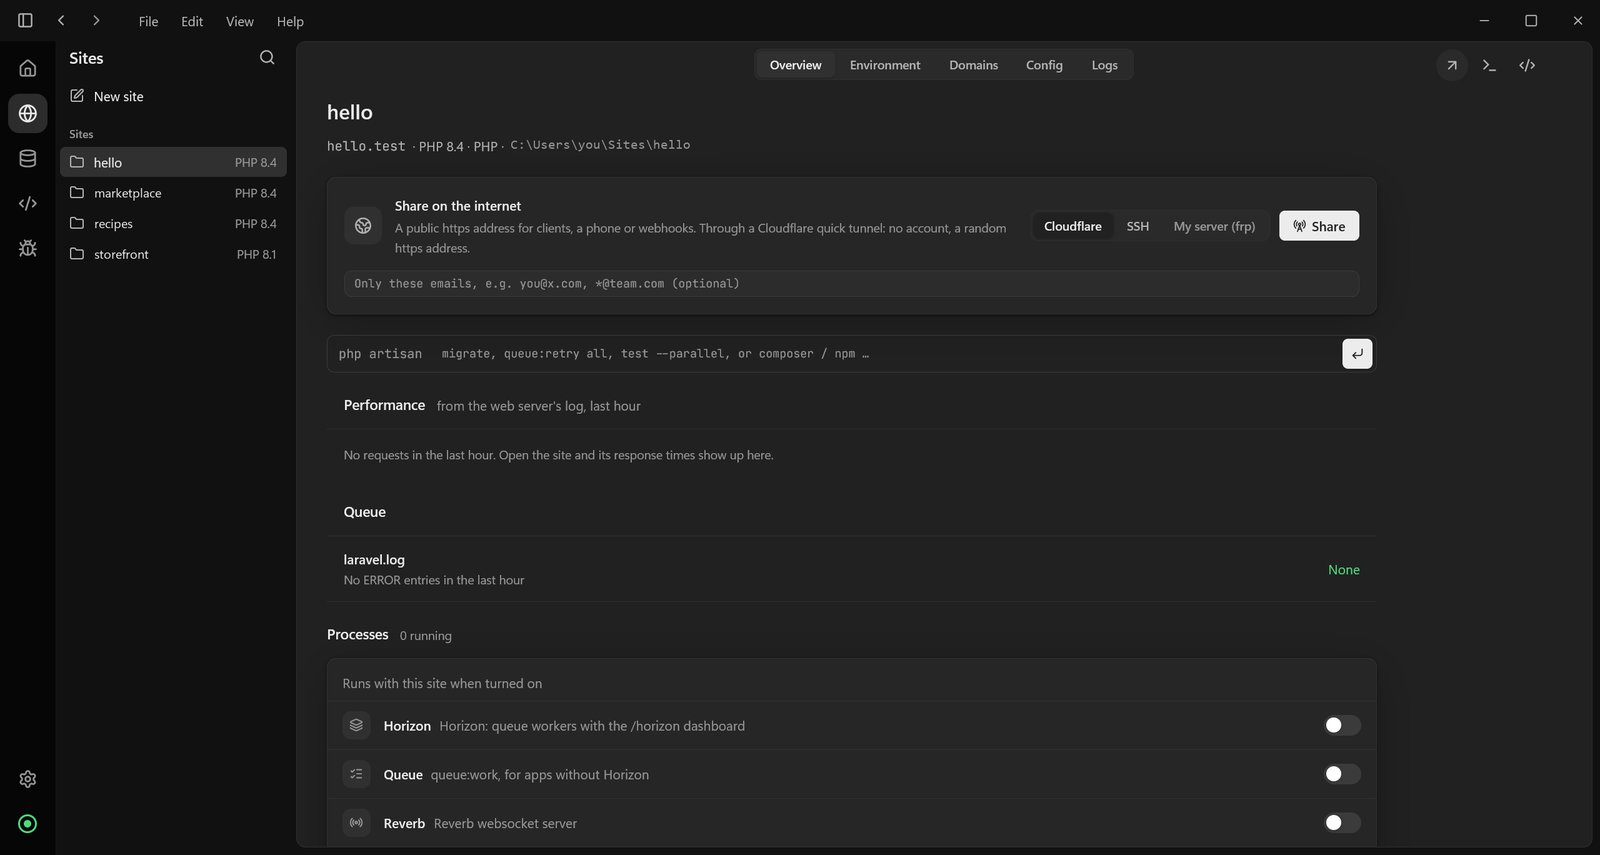 File Edit View Help
Sites
New site
Sites
hello PHP 8.4
marketplace PHP 8.4
recipes PHP 8.4
storefront PHP 8.1
Overview Environment Domains Config Logs
hello
hello.test · PHP 8.4 · PHP · C:\Users\you\Sites\hello
Share on the internet
A public https address for clients, a phone or webhooks. Through a Cloudflare quick tunnel: no account, a random
https address.
Cloudflare SSH My server (frp) Share
Only these emails, e.g. you@x.com, *@team.com (optional)
php artisan migrate, queue:retry all, test --parallel, or composer / npm …
Performance from the web server's log, last hour
No requests in the last hour. Open the site and its response times show up here.
Queue
laravel.log
No ERROR entries in the last hour
None
Processes 0 running
Runs with this site when turned on
Horizon Horizon: queue workers with the /horizon dashboard
Queue queue:work, for apps without Horizon
Reverb Reverb websocket server